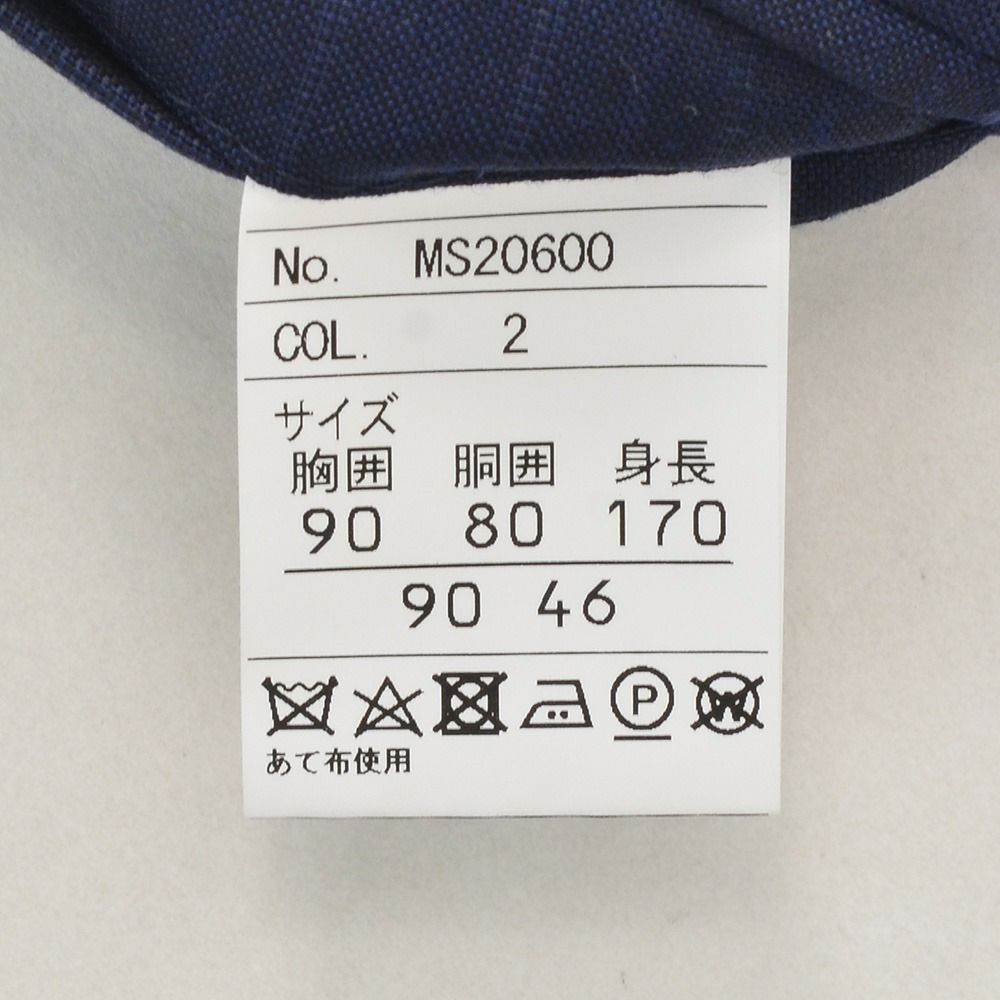 No. MS20600
COL. 2
サイズ
胸囲 胴囲 身長
90 80 170
90 46
P W
あて布使用